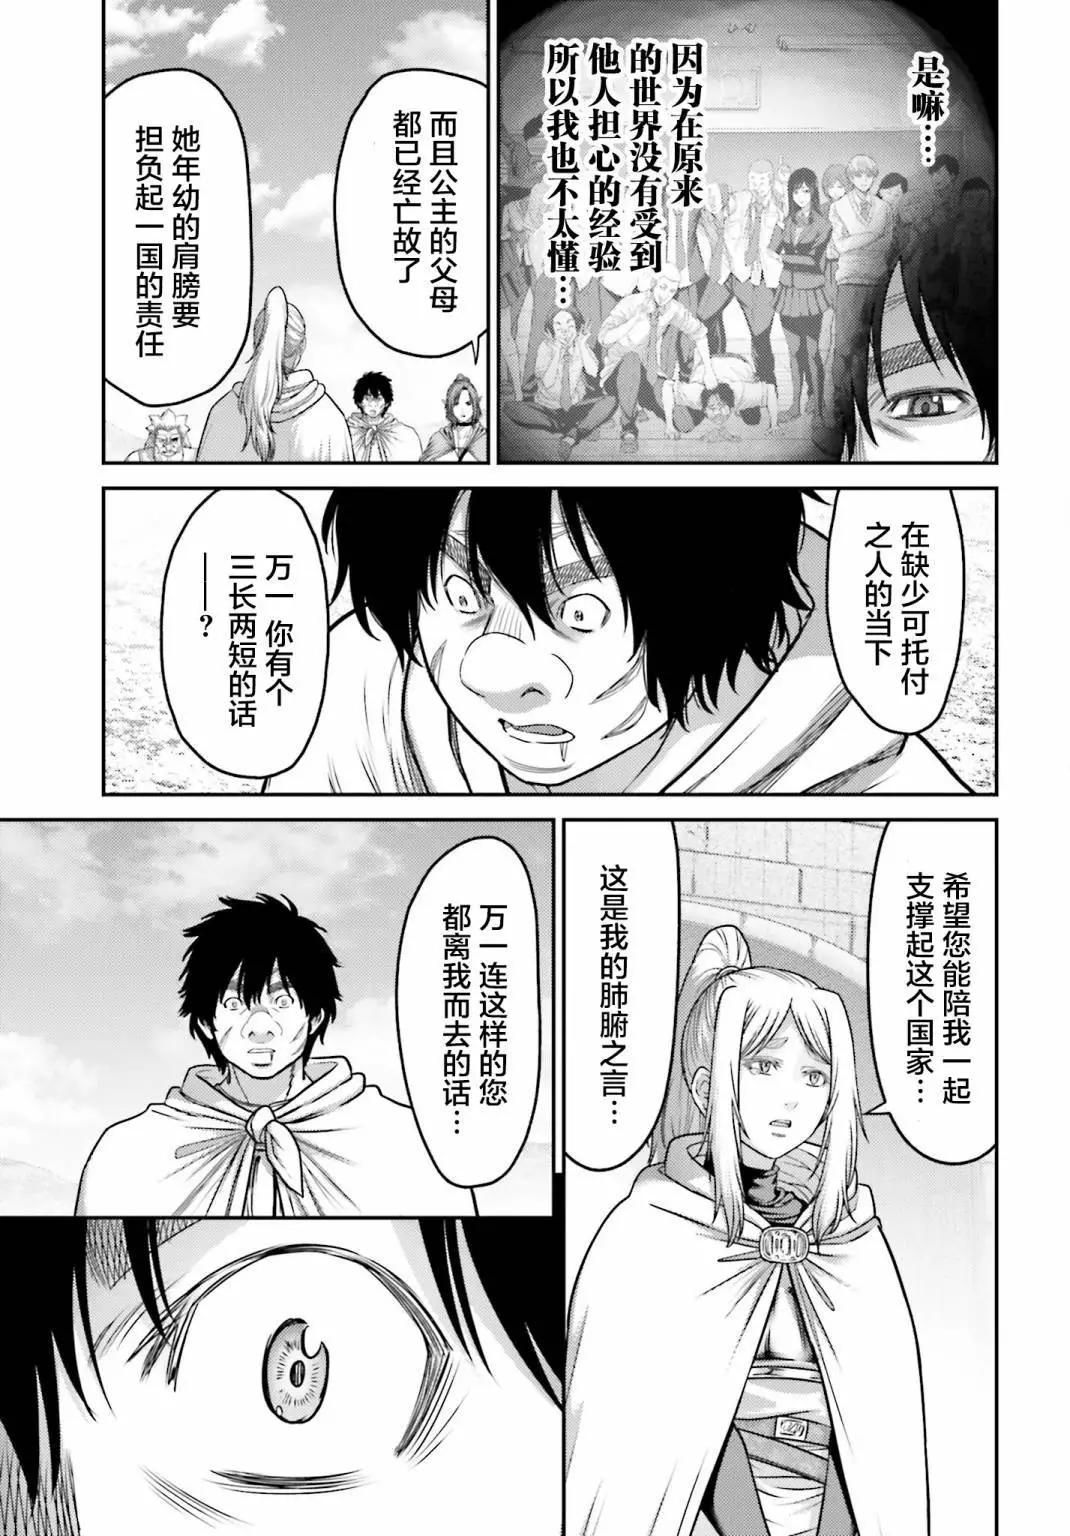 是嘛…
因为在原来
的世界没有受到
他人担心的经验
所以我也不太懂…
而且公主的父母
都已经亡故了
她年幼的肩膀要
担负起一国的责任
在缺少可托付
之人的当下
万一你有个
三长两短的话
——?
希望您能陪我一起
支撑起这个国家…
这是我的肺腑之言…
万一连这样的您
都离我而去的话…